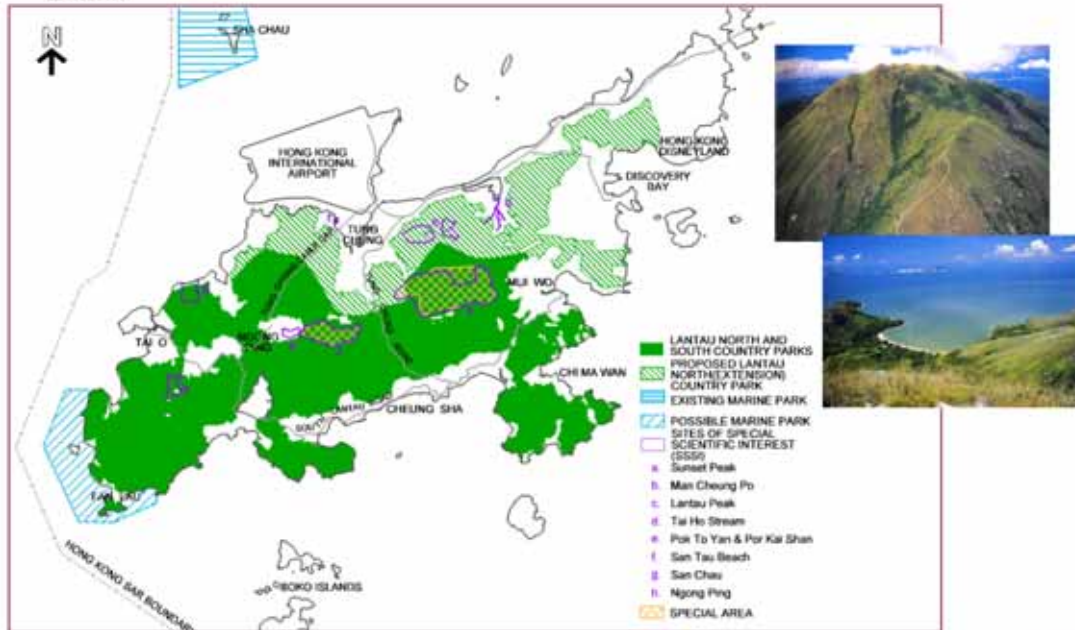 N
SHA CHAU
HONG KONG
INTERNATIONAL
AIRPORT
HONG KONG
DISNEYLAND
DISCOVERY
BAY
TUNG
CHUNG
MUI WO
TAI O
NGONG
PING
CHI MA WAN
CHEUNG SHA
SOUTH LANTAU
FAN LAU
SOKO ISLANDS
HONG KONG SAR BOUNDARY
LANTAU NORTH AND
SOUTH COUNTRY PARKS
PROPOSED LANTAU
NORTH(EXTENSION)
COUNTRY PARK
EXISTING MARINE PARK
POSSIBLE MARINE PARK
SITES OF SPECIAL
SCIENTIFIC INTEREST
(SSSI)
a. Sunset Peak
b. Man Cheung Po
c. Lantau Peak
d. Tai Ho Stream
e. Pok To Yan & Por Kai Shan
f. San Tau Beach
g. San Chau
h. Ngong Ping
SPECIAL AREA